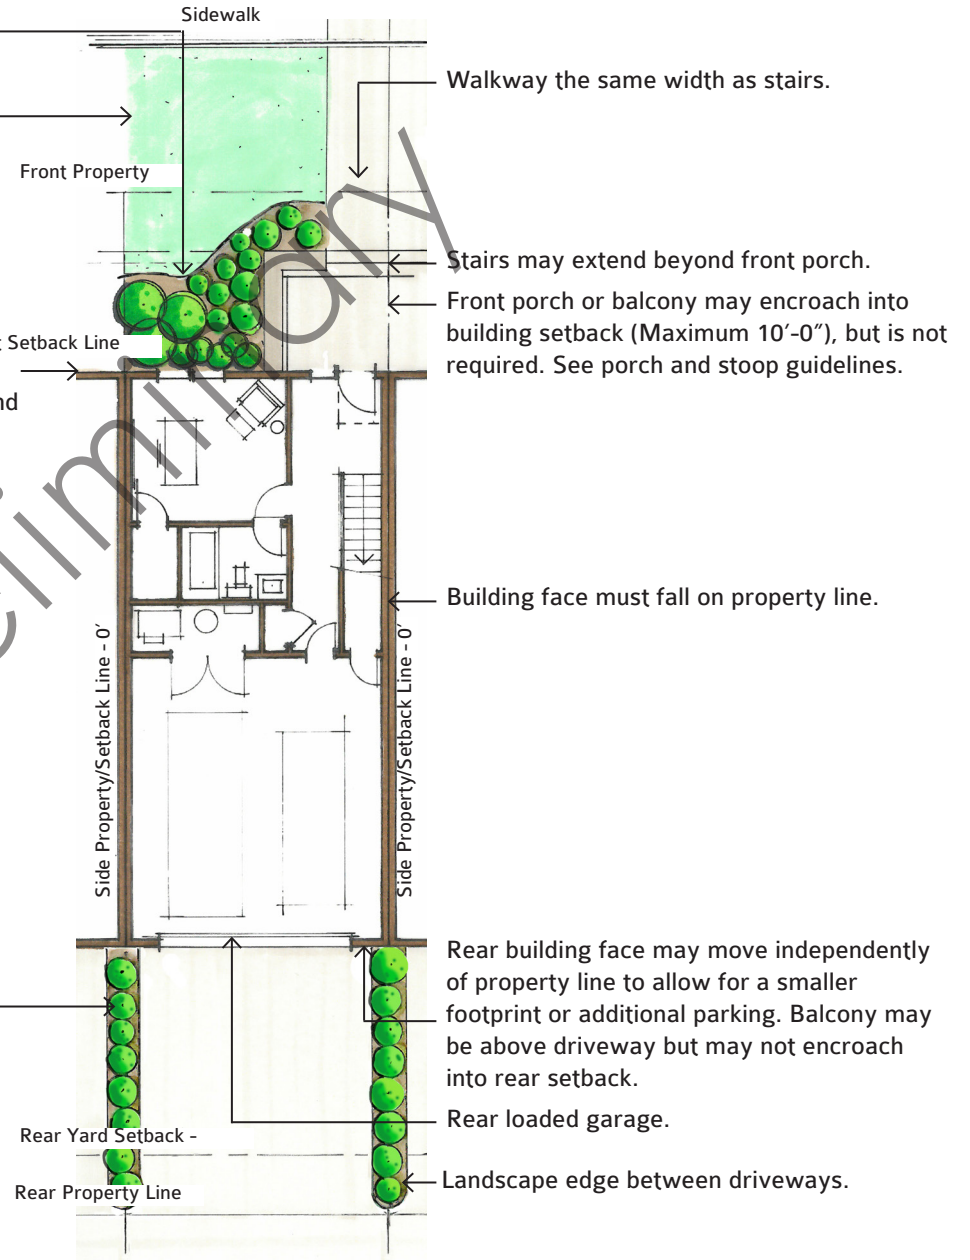 Sidewalk
Walkway the same width as stairs.
Front Property
Stairs may extend beyond front porch.
Front porch or balcony may encroach into
building setback (Maximum 10′-0″), but is not
required. See porch and stoop guidelines.
Setback Line
Building face must fall on property line.
Side Property/Setback Line - 0′
Side Property/Setback Line - 0′
Rear building face may move independently
of property line to allow for a smaller
footprint or additional parking. Balcony may
be above driveway but may not encroach
into rear setback.
Rear loaded garage.
Rear Yard Setback -
Landscape edge between driveways.
Rear Property Line
eliminary